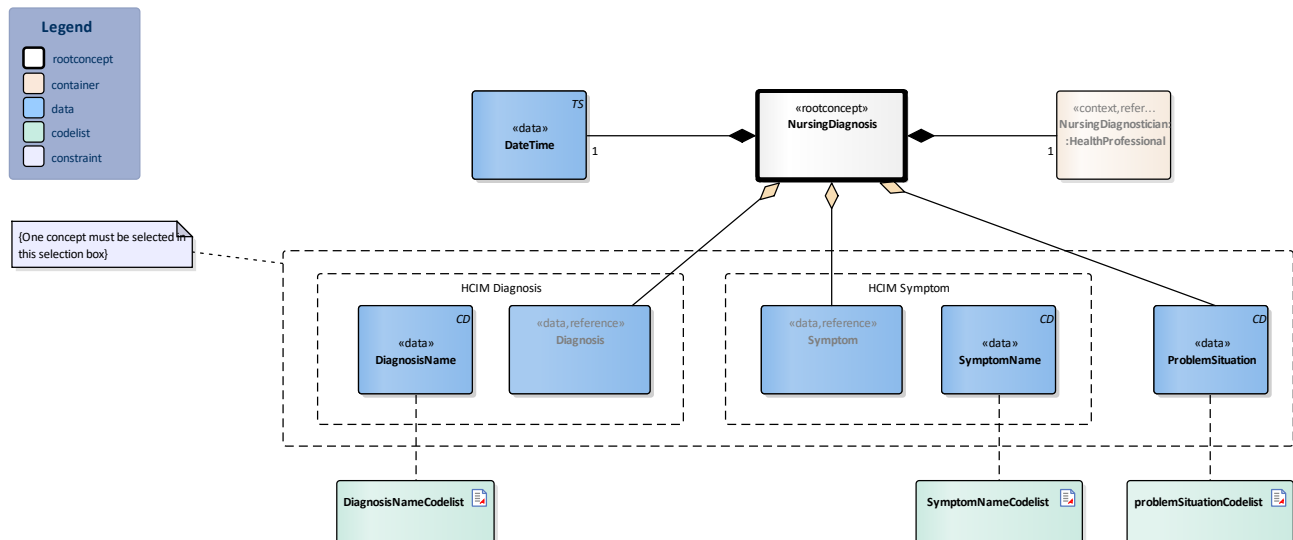 Legend
rootconcept
container
data
codelist
constraint
TS
«data»
DateTime
1
«rootconcept»
NursingDiagnosis
1
«context,refer...
NursingDiagnostician:
:HealthProfessional
{One concept must be selected in
this selection box}
HCIM Diagnosis
CD
«data»
DiagnosisName
«data,reference»
Diagnosis
HCIM Symptom
«data,reference»
Symptom
CD
«data»
SymptomName
CD
«data»
ProblemSituation
DiagnosisNameCodelist
SymptomNameCodelist
problemSituationCodelist